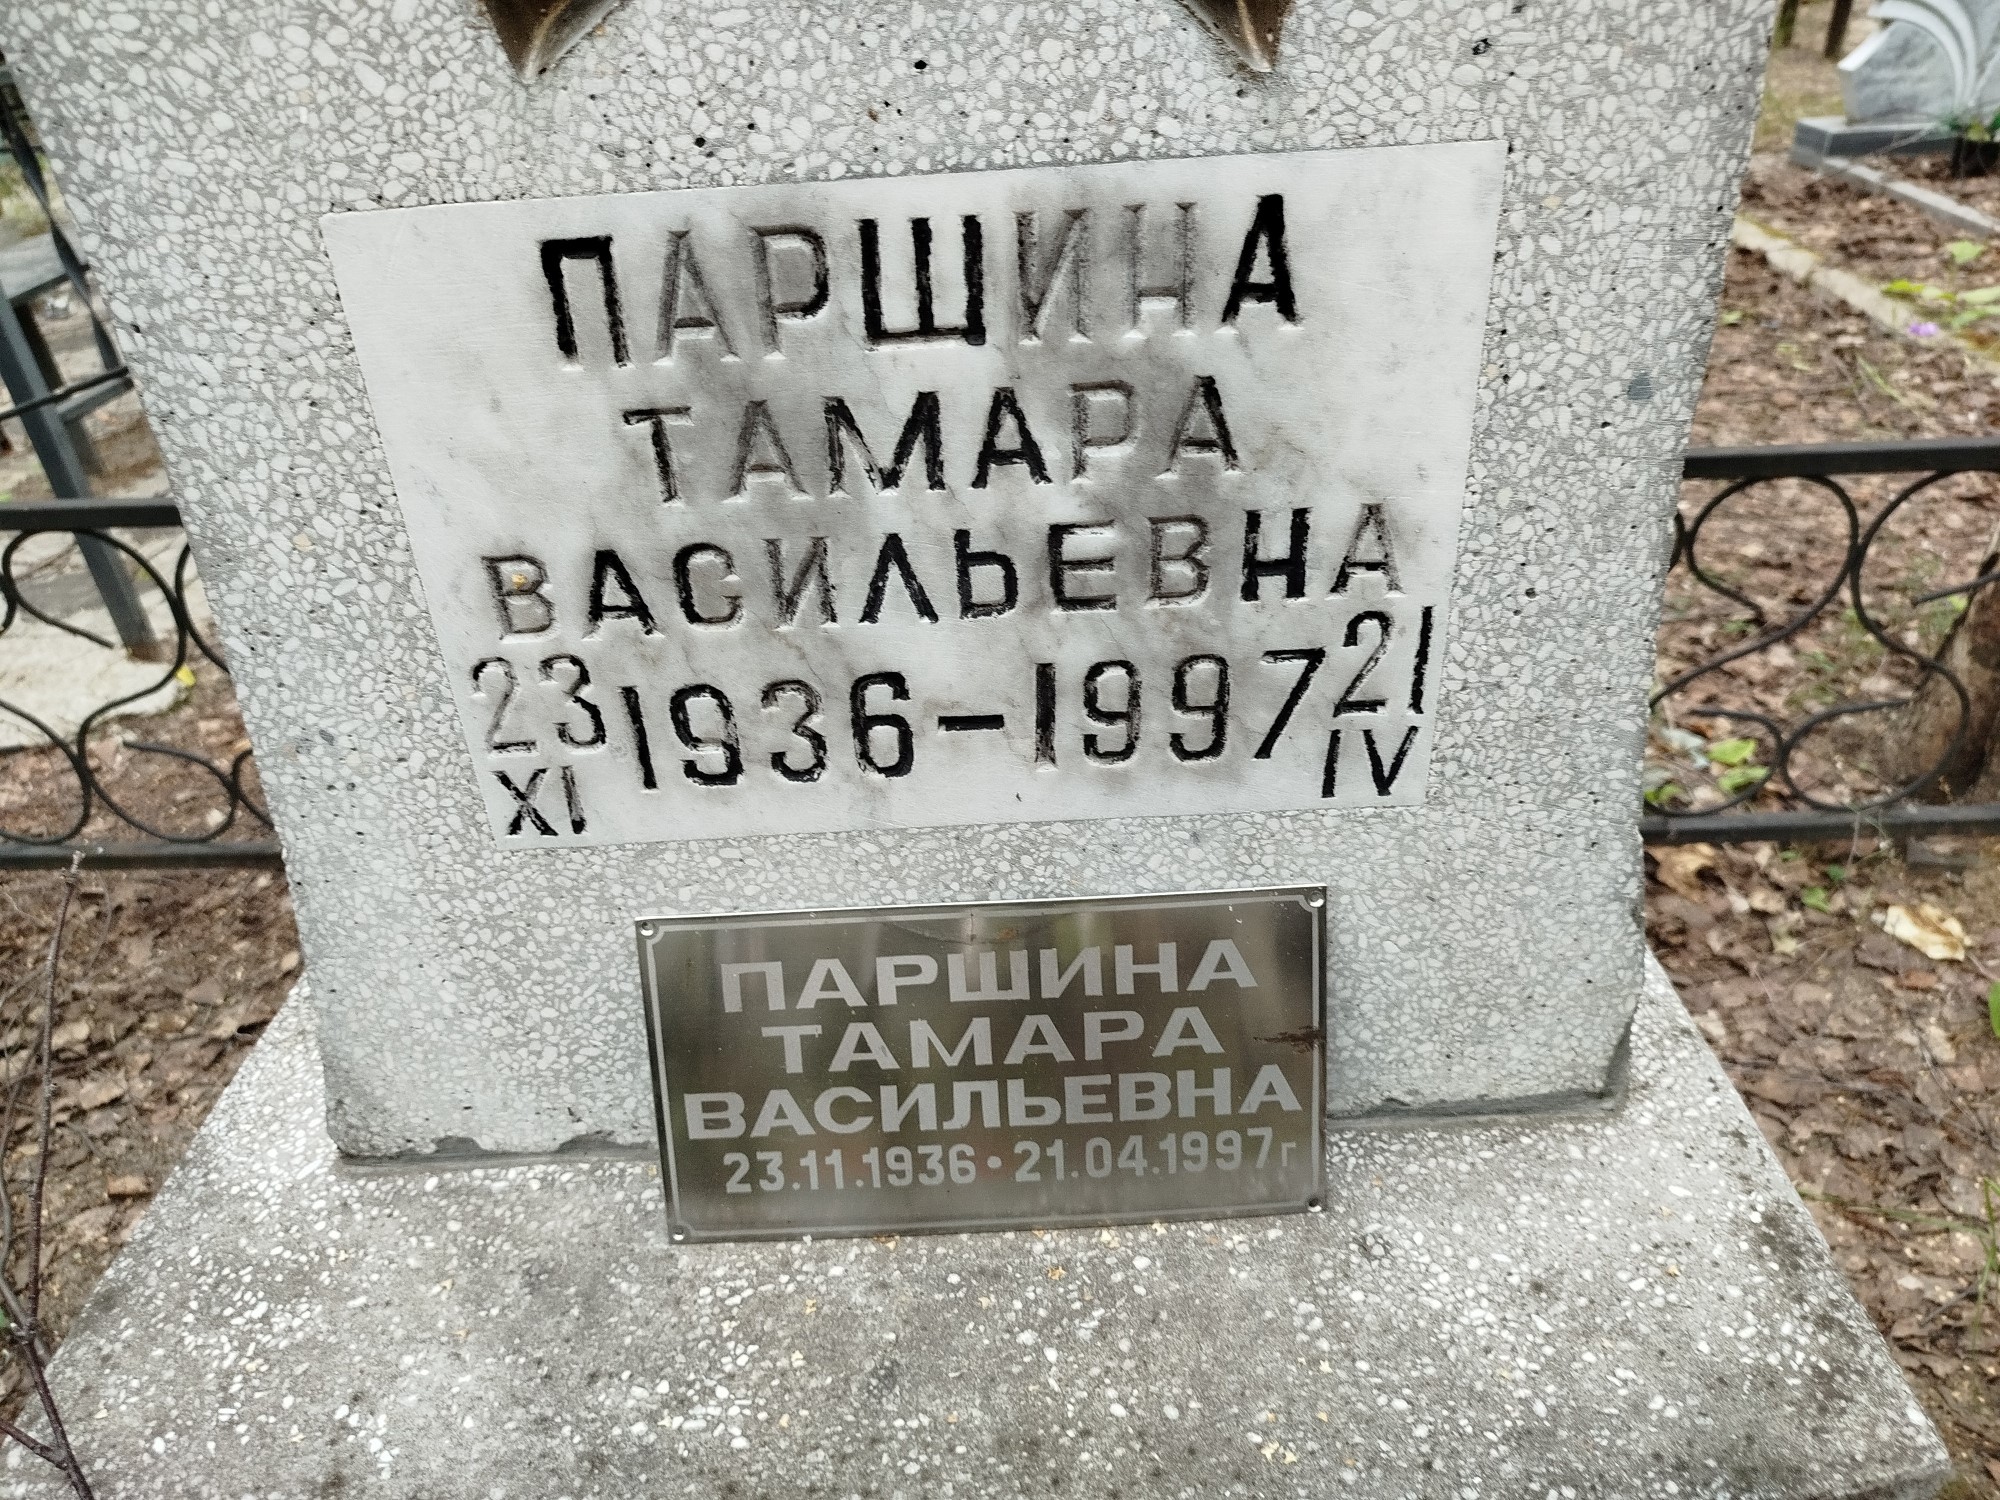 ПАРШИНА
ТАМАРА
ВАСИЛЬЕВНА
23 XI 1936-1997 21 IV
ПАРШИНА
ТАМАРА
ВАСИЛЬЕВНА
23.11.1936 • 21.04.1997г